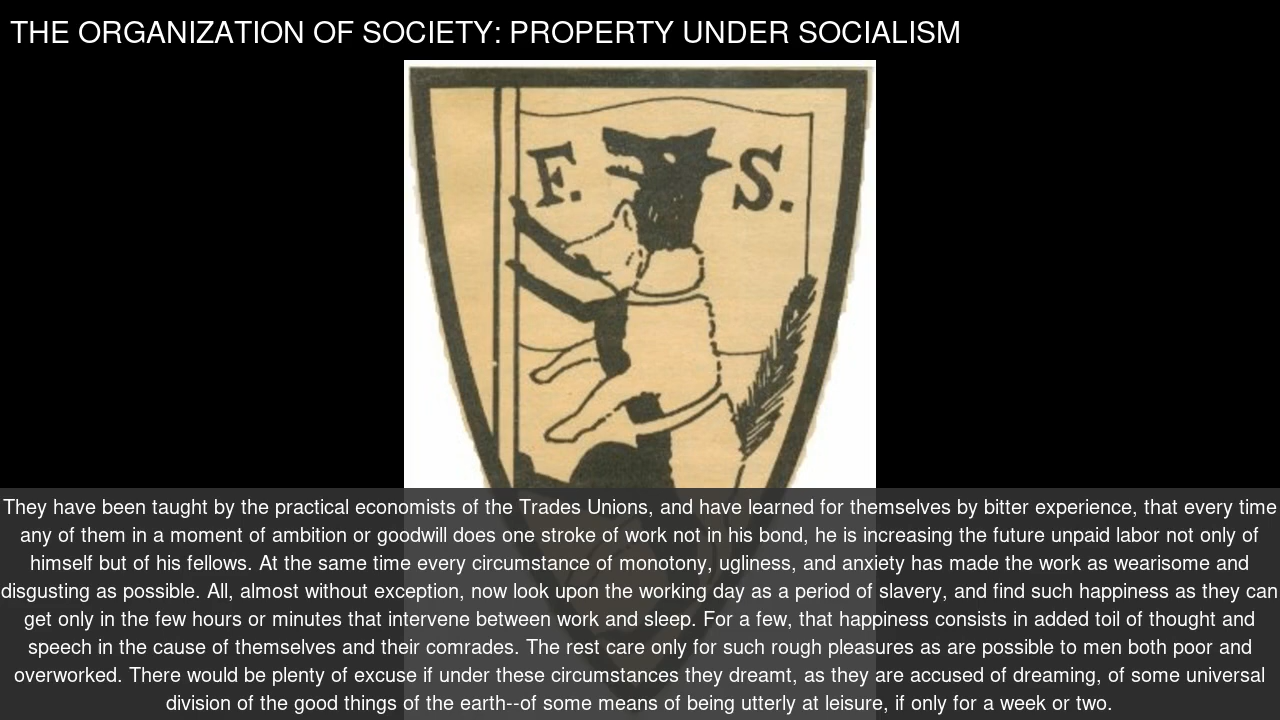 THE ORGANIZATION OF SOCIETY: PROPERTY UNDER SOCIALISM
F. S.
They have been taught by the practical economists of the Trades Unions, and have learned for themselves by bitter experience, that every time
any of them in a moment of ambition or goodwill does one stroke of work not in his bond, he is increasing the future unpaid labor not only of
himself but of his fellows. At the same time every circumstance of monotony, ugliness, and anxiety has made the work as wearisome and
disgusting as possible. All, almost without exception, now look upon the working day as a period of slavery, and find such happiness as they can
get only in the few hours or minutes that intervene between work and sleep. For a few, that happiness consists in added toil of thought and
speech in the cause of themselves and their comrades. The rest care only for such rough pleasures as are possible to men both poor and
overworked. There would be plenty of excuse if under these circumstances they dreamt, as they are accused of dreaming, of some universal
division of the good things of the earth--of some means of being utterly at leisure, if only for a week or two.